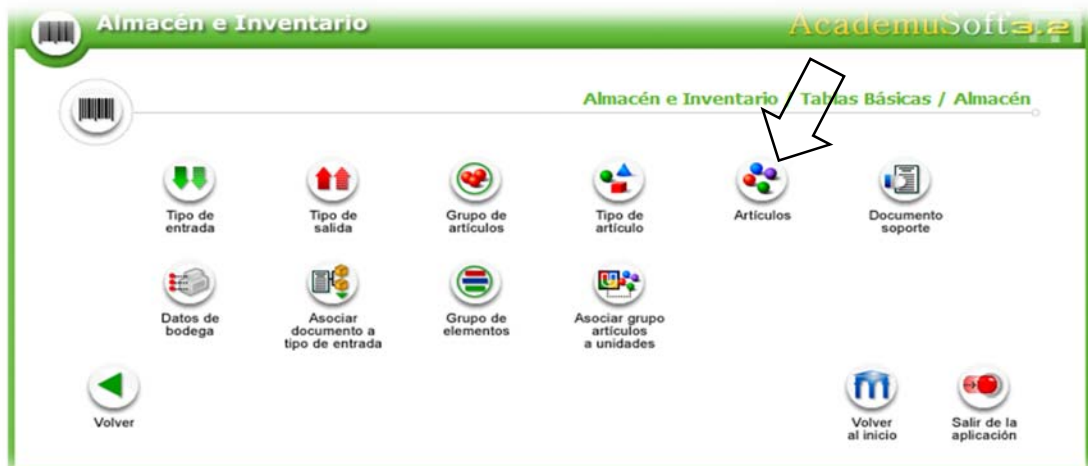 Almacén e Inventario
AcademuSoft 3.2
Almacén e Inventario / Tablas Básicas / Almacén
Tipo de
entrada
Tipo de
salida
Grupo de
artículos
Tipo de
artículo
Artículos
Documento
soporte
Datos de
bodega
Asociar
documento a
tipo de entrada
Grupo de
elementos
Asociar grupo
artículos
a unidades
Volver
Volver
al inicio
Salir de la
aplicación